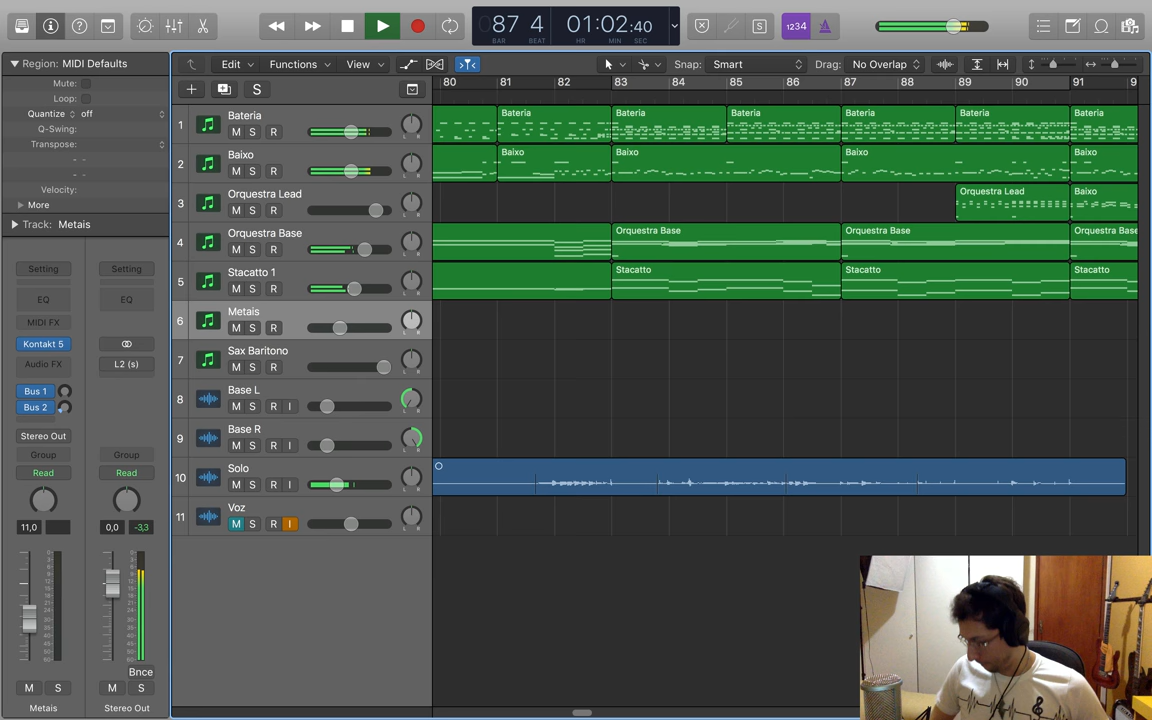 87 4 01:02:40
BAR BEAT HR MIN SEC
1234
Region: MIDI Defaults
Mute:
Loop:
Quantize off
Q-Swing:
Transpose:
Velocity:
More
Track: Metais
Edit Functions View Snap: Smart Drag: No Overlap
S
80 81 82 83 84 85 86 87 88 89 90 91 9
1 Bateria
M S R
Bateria Bateria Bateria Bateria Bateria Bateria
2 Baixo
M S R
Baixo Baixo Baixo Baixo
3 Orquestra Lead
M S R
Orquestra Lead Baixo
4 Orquestra Base
M S R
Orquestra Base Orquestra Base Orquestra Base
5 Stacatto 1
M S R
Stacatto Stacatto Stacatto
6 Metais
M S R
7 Sax Baritono
M S R
8 Base L
M S R I
9 Base R
M S R I
10 Solo
M S R I
11 Voz
M S R I
Setting Setting
EQ EQ
MIDI FX
Kontakt 5
Audio FX L2 (s)
Bus 1
Bus 2
Stereo Out
Group Group
Read Read
11,0 0,0 -3,3
Bnce
M S M S
Metais Stereo Out